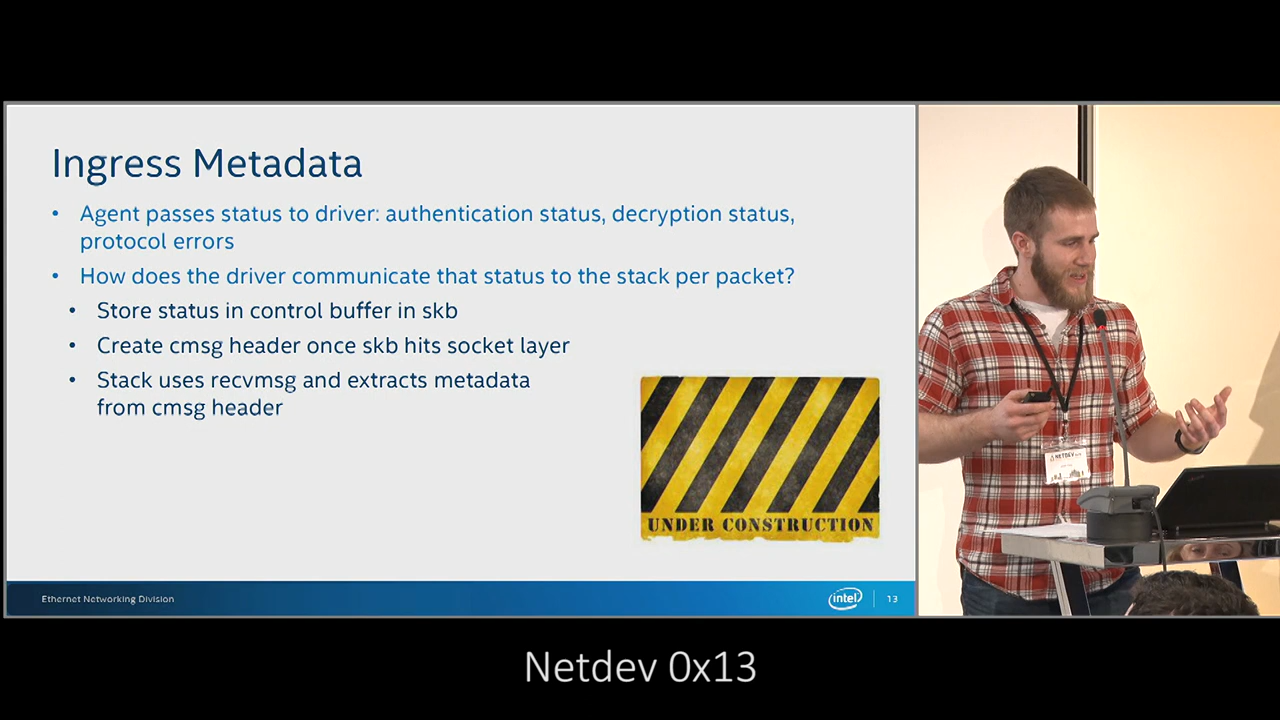 Ingress Metadata
• Agent passes status to driver: authentication status, decryption status,
protocol errors
• How does the driver communicate that status to the stack per packet?
• Store status in control buffer in skb
• Create cmsg header once skb hits socket layer
• Stack uses recvmsg and extracts metadata
from cmsg header
UNDER CONSTRUCTION
Ethernet Networking Division
intel
13
NETDEV
Netdev 0x13